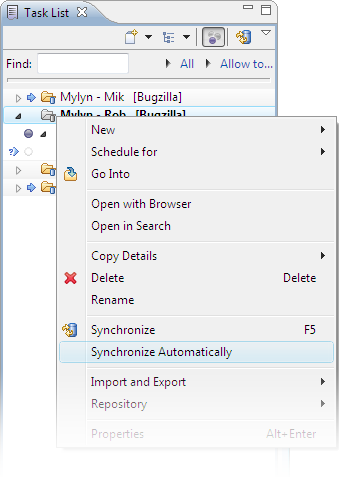 Task List
Find: All Allow to...
Mylyn - Mik [Bugzilla]
Mylyn - Rob [Bugzilla]
New
Schedule for
Go Into
Open with Browser
Open in Search
Copy Details
Delete Delete
Rename
Synchronize F5
Synchronize Automatically
Import and Export
Repository
Properties Alt+Enter